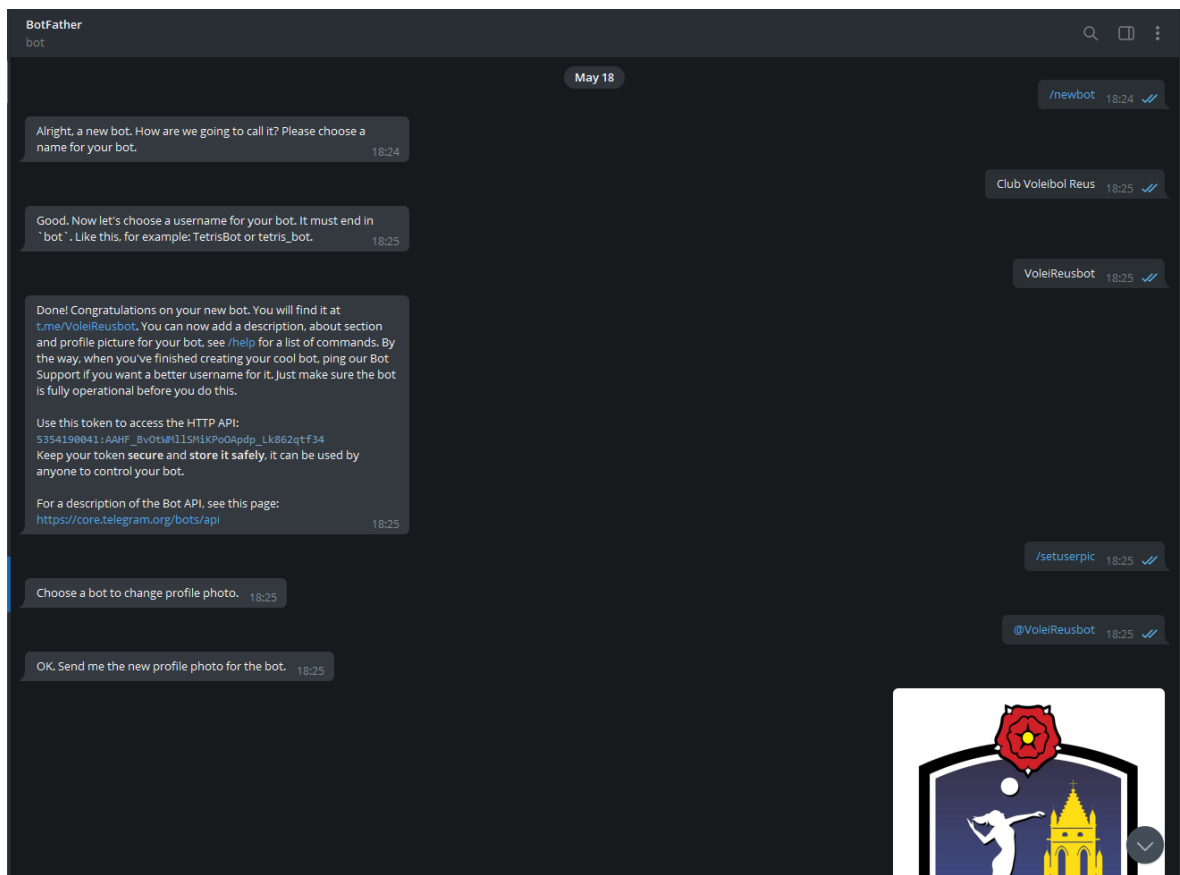 BotFather
bot
May 18
/newbot 18:24
Alright, a new bot. How are we going to call it? Please choose a
name for your bot. 18:24
Club Voleibol Reus 18:25
Good. Now let's choose a username for your bot. It must end in
`bot`. Like this, for example: TetrisBot or tetris_bot. 18:25
VoleiReusbot 18:25
Done! Congratulations on your new bot. You will find it at
t.me/VoleiReusbot. You can now add a description, about section
and profile picture for your bot, see /help for a list of commands. By
the way, when you've finished creating your cool bot, ping our Bot
Support if you want a better username for it. Just make sure the bot
is fully operational before you do this.
Use this token to access the HTTP API:
5354190041:AAHF_BvOtWMllSMiKPoOApdp_Lk862qtf34
Keep your token secure and store it safely, it can be used by
anyone to control your bot.
For a description of the Bot API, see this page:
https://core.telegram.org/bots/api 18:25
/setuserpic 18:25
Choose a bot to change profile photo. 18:25
@VoleiReusbot 18:25
OK. Send me the new profile photo for the bot. 18:25